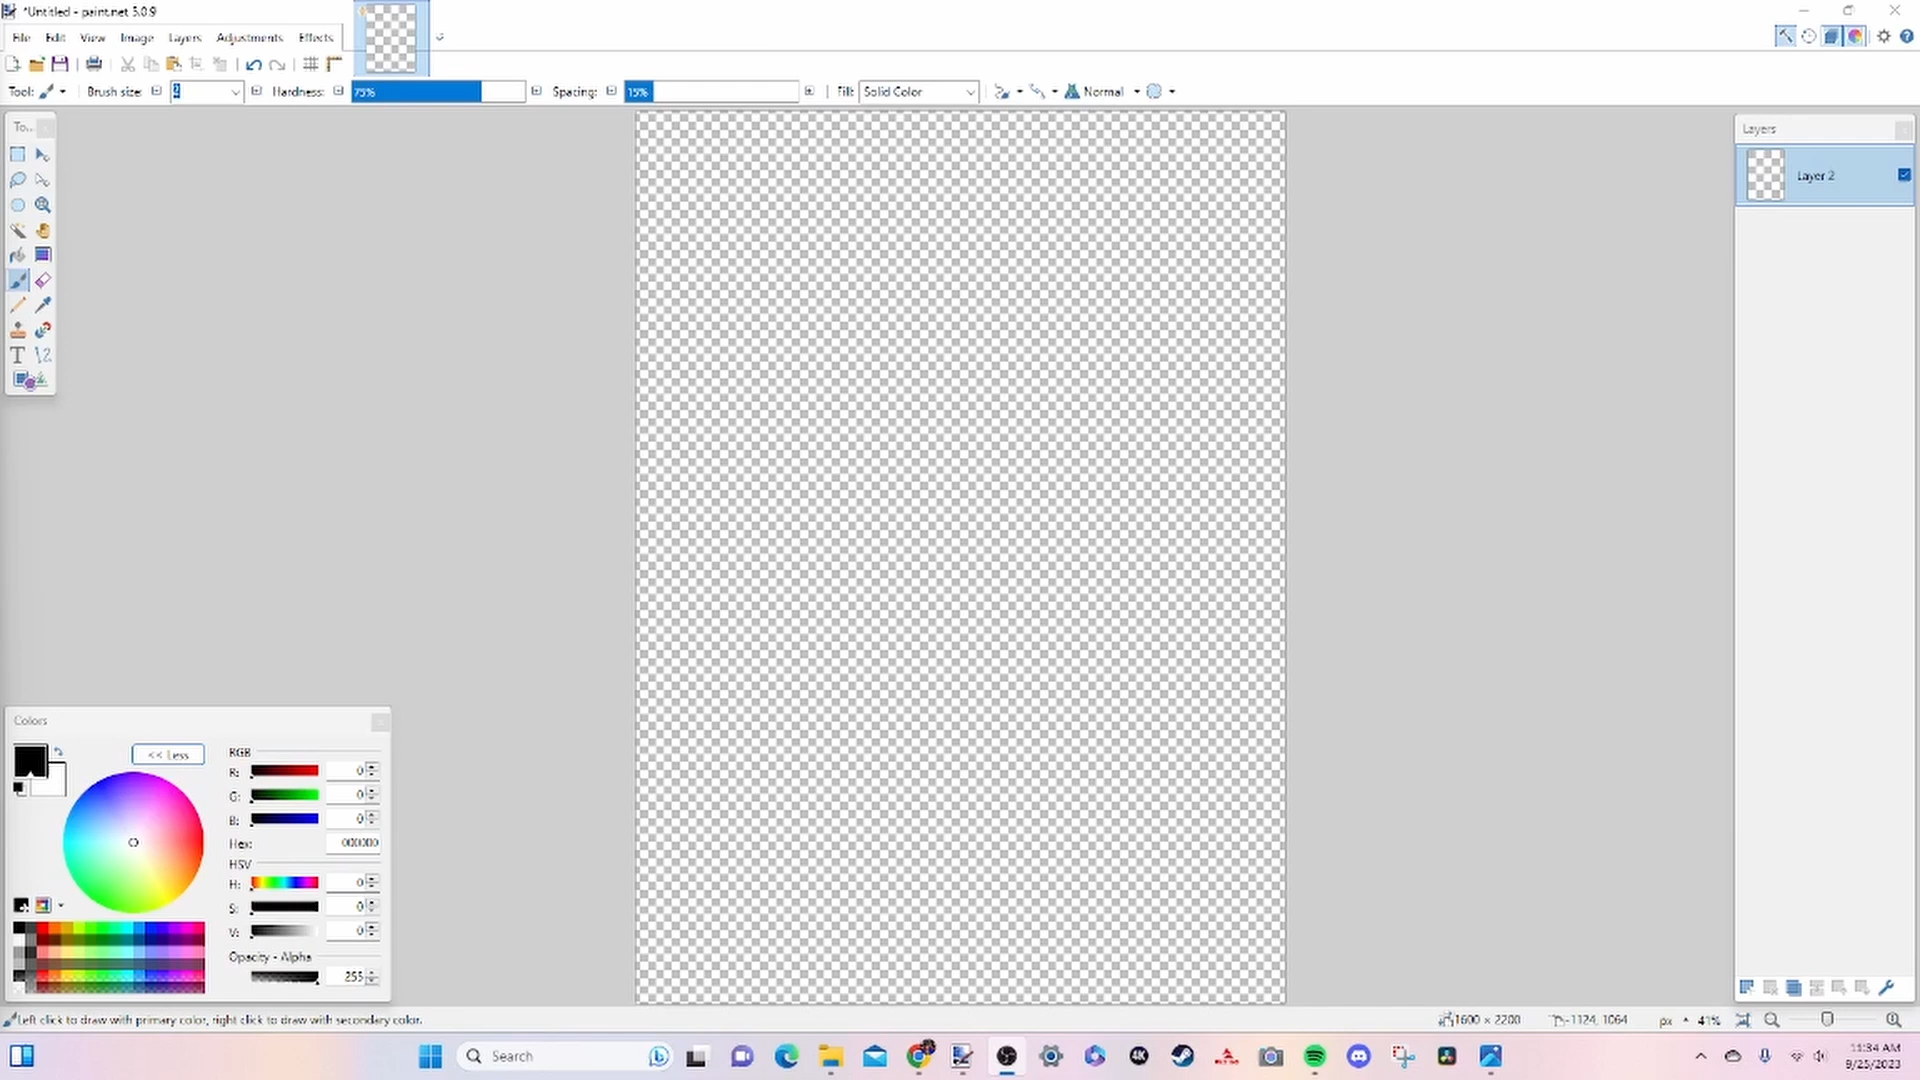 *Untitled - paint.net 5.0.9
File Edit View Image Layers Adjustments Effects
Tool: Brush size: 2 Hardness: 75% Spacing: 15% Fill: Solid Color Normal
To...
Layers
Layer 2
Colors
<< Less
RGB
R: 0
G: 0
B: 0
Hex: 000000
HSV
H: 0
S: 0
V: 0
Opacity - Alpha
255
Left click to draw with primary color, right click to draw with secondary color.
1600 × 2200 -1124, 1064 px 41%
Search
4K
11:34 AM
9/25/2023